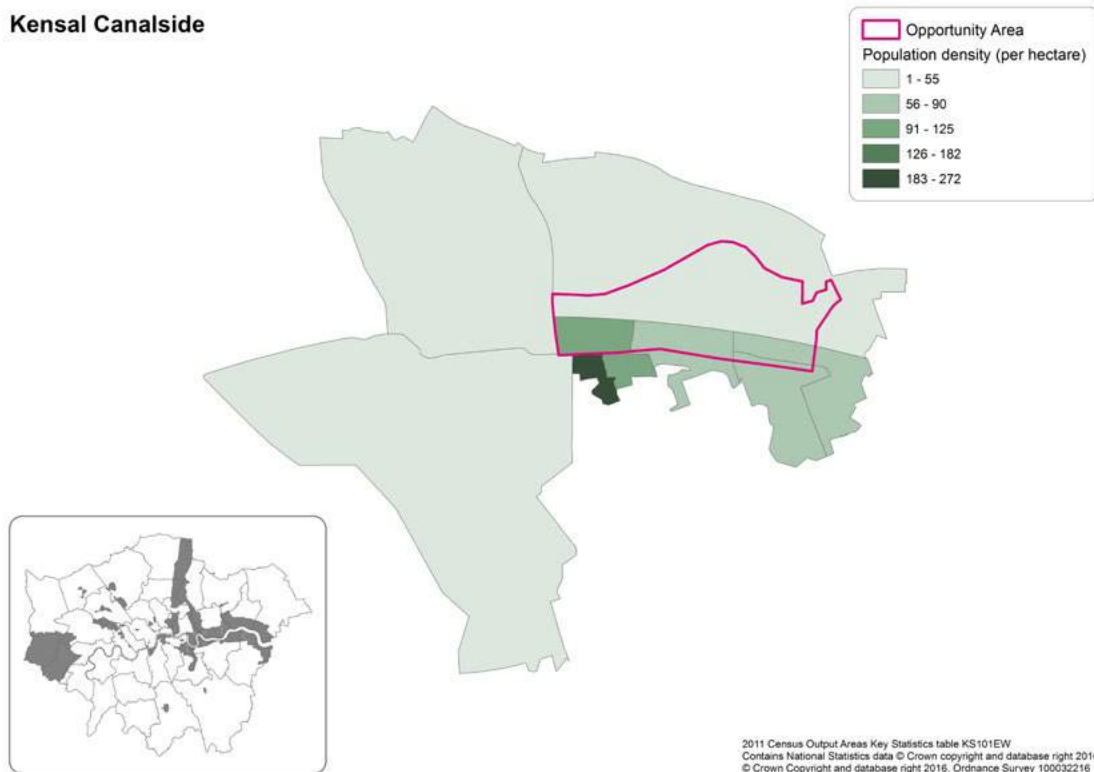 Kensal Canalside
Opportunity Area
Population density (per hectare)
1 - 55
56 - 90
91 - 125
126 - 182
183 - 272
2011 Census Output Areas Key Statistics table KS101EW
Contains National Statistics data © Crown copyright and database right 2016
© Crown Copyright and database right 2016. Ordnance Survey 100032216